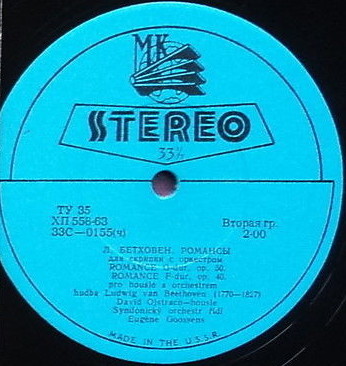 МК
STEREO
33⅓
ТУ 35
ХП 558-63
33С—0155(ч)
Вторая гр.
2-00
Л. БЕТХОВЕН. РОМАНСЫ
для скрипки с оркестром
ROMANCE G-dur, op. 50.
ROMANCE F-dur, op. 40.
pro housle s orchestrem
hudba Ludwig van Beethoven (1770—1827)
David Ojstrach—housle
Symfonický orchestr Mdl
Eugène Goossens
MADE IN THE U.S.S.R.